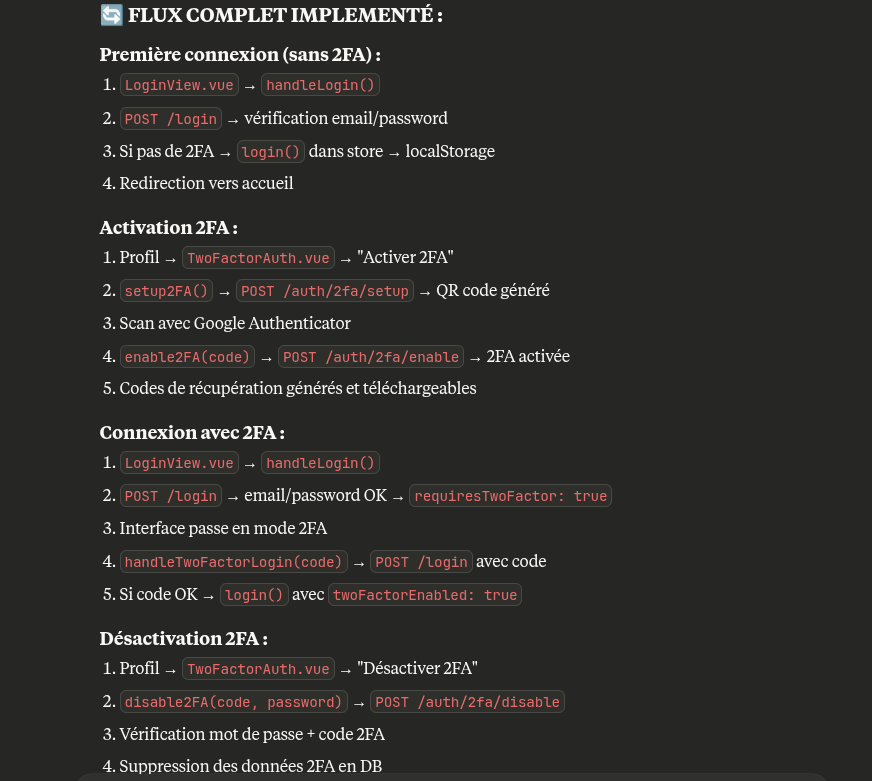 🔄 FLUX COMPLET IMPLEMENTÉ :
Première connexion (sans 2FA) :
1. LoginView.vue → handleLogin()
2. POST /login → vérification email/password
3. Si pas de 2FA → login() dans store → localStorage
4. Redirection vers accueil
Activation 2FA :
1. Profil → TwoFactorAuth.vue → "Activer 2FA"
2. setup2FA() → POST /auth/2fa/setup → QR code généré
3. Scan avec Google Authenticator
4. enable2FA(code) → POST /auth/2fa/enable → 2FA activée
5. Codes de récupération générés et téléchargeables
Connexion avec 2FA :
1. LoginView.vue → handleLogin()
2. POST /login → email/password OK → requiresTwoFactor: true
3. Interface passe en mode 2FA
4. handleTwoFactorLogin(code) → POST /login avec code
5. Si code OK → login() avec twoFactorEnabled: true
Désactivation 2FA :
1. Profil → TwoFactorAuth.vue → "Désactiver 2FA"
2. disable2FA(code, password) → POST /auth/2fa/disable
3. Vérification mot de passe + code 2FA
4. Suppression des données 2FA en DB